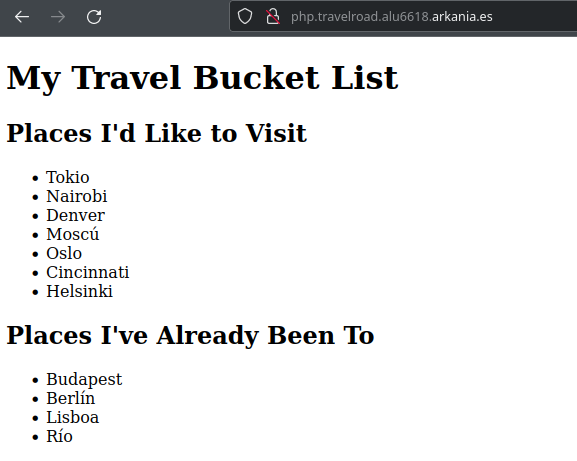 php.travelroad.alu6618.arkania.es
My Travel Bucket List
Places I'd Like to Visit
Tokio
Nairobi
Denver
Moscú
Oslo
Cincinnati
Helsinki
Places I've Already Been To
Budapest
Berlín
Lisboa
Río